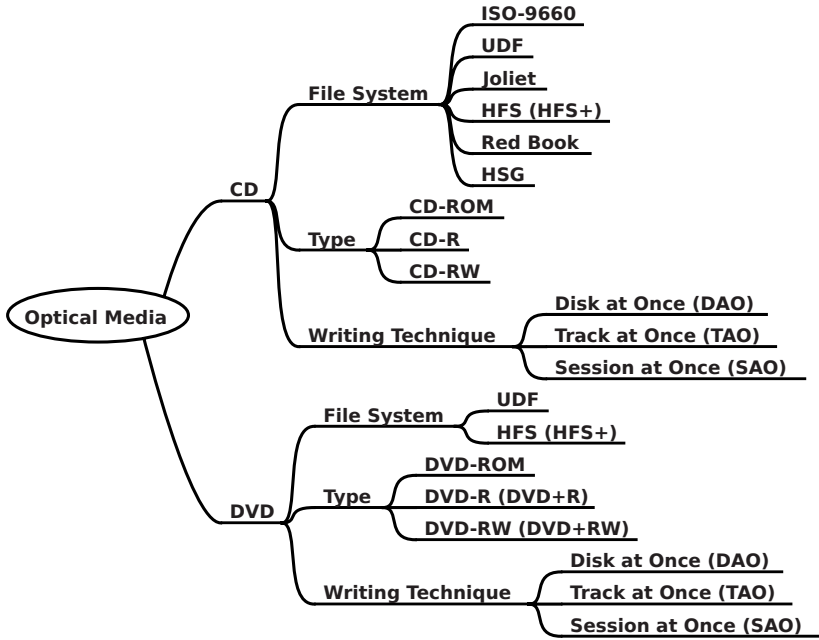 ISO-9660
UDF
Joliet
File System
HFS (HFS+)
Red Book
HSG
CD
CD-ROM
Type
CD-R
CD-RW
Optical Media
Disk at Once (DAO)
Writing Technique
Track at Once (TAO)
Session at Once (SAO)
UDF
File System
HFS (HFS+)
DVD-ROM
Type
DVD-R (DVD+R)
DVD
DVD-RW (DVD+RW)
Disk at Once (DAO)
Writing Technique
Track at Once (TAO)
Session at Once (SAO)